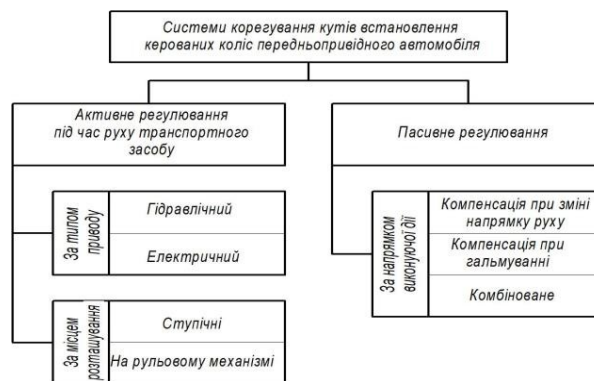 Системи корегування кутів встановлення
керованих коліс передньопривідного автомобіля
Активне регулювання
під час руху транспортного
засобу
Пасивне регулювання
За типом
приводу
Гідравлічний
Електричний
За місцем
розташування
Ступічні
На рульовому механізмі
За напрямком
виконуючої дії
Компенсація при зміні
напрямку руху
Компенсація при
гальмуванні
Комбіноване